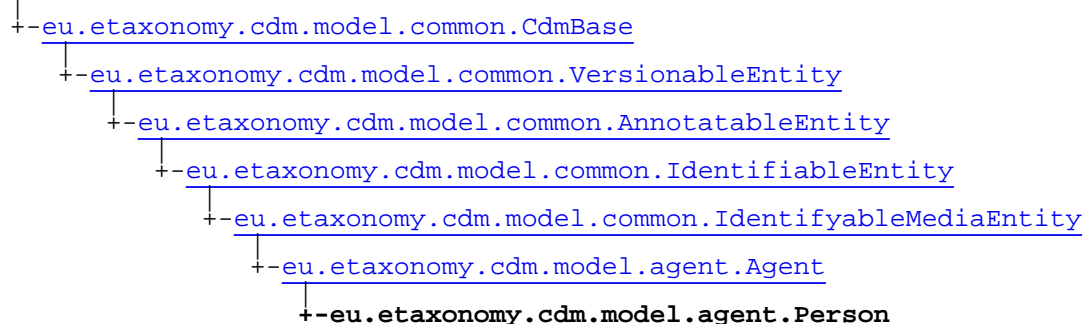 +-eu.etaxonomy.cdm.model.common.CdmBase
+-eu.etaxonomy.cdm.model.common.VersionableEntity
+-eu.etaxonomy.cdm.model.common.AnnotatableEntity
+-eu.etaxonomy.cdm.model.common.IdentifiableEntity
+-eu.etaxonomy.cdm.model.common.IdentifyableMediaEntity
+-eu.etaxonomy.cdm.model.agent.Agent
+-eu.etaxonomy.cdm.model.agent.Person